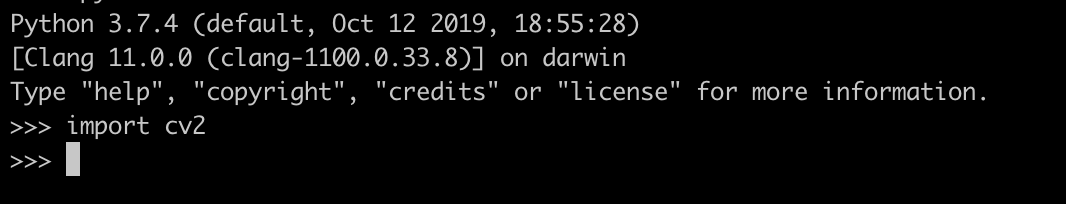 Python 3.7.4 (default, Oct 12 2019, 18:55:28)
[Clang 11.0.0 (clang-1100.0.33.8)] on darwin
Type "help", "copyright", "credits" or "license" for more information.
>>> import cv2
>>>